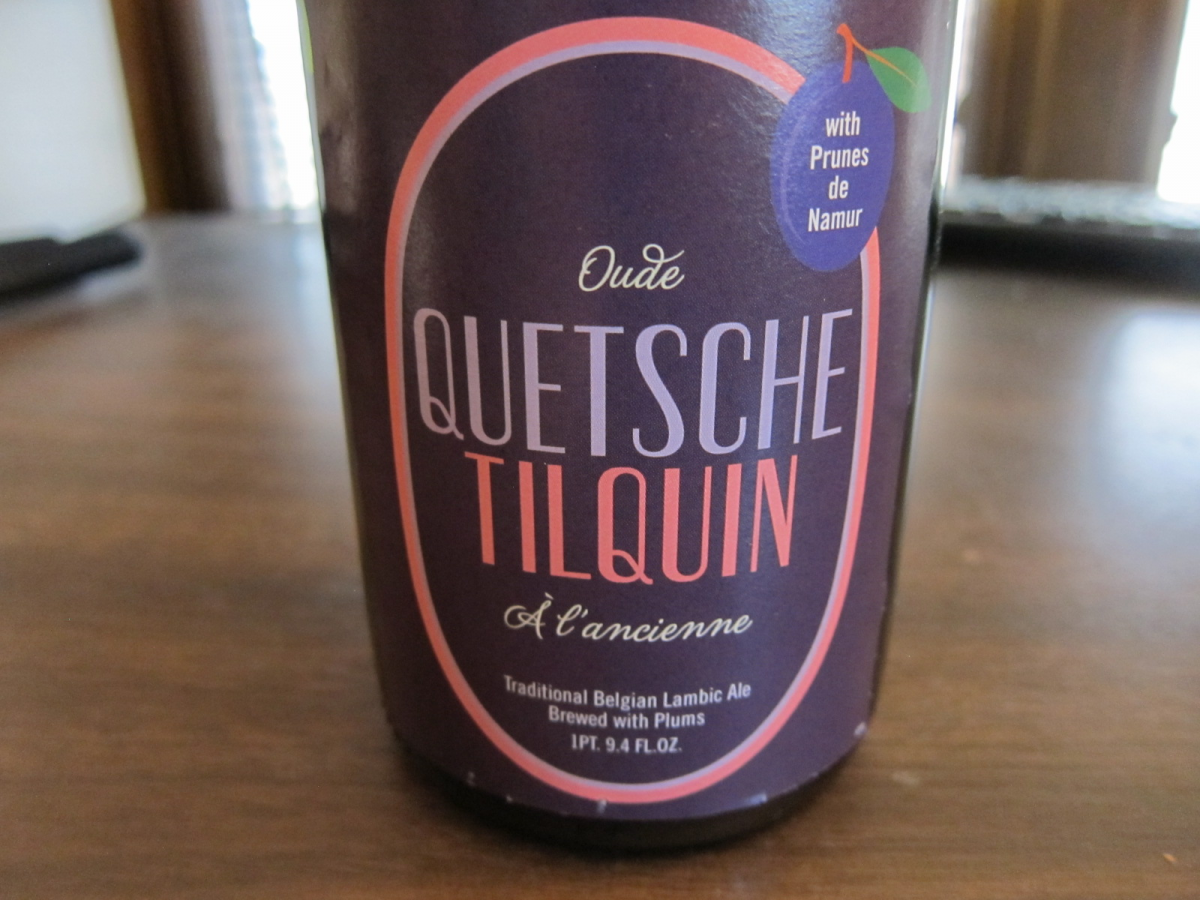 with
Prunes
de
Namur
Oude
QUETSCHE
TILQUIN
À l'ancienne
Traditional Belgian Lambic Ale
Brewed with Plums
1PT. 9.4 FL.OZ.